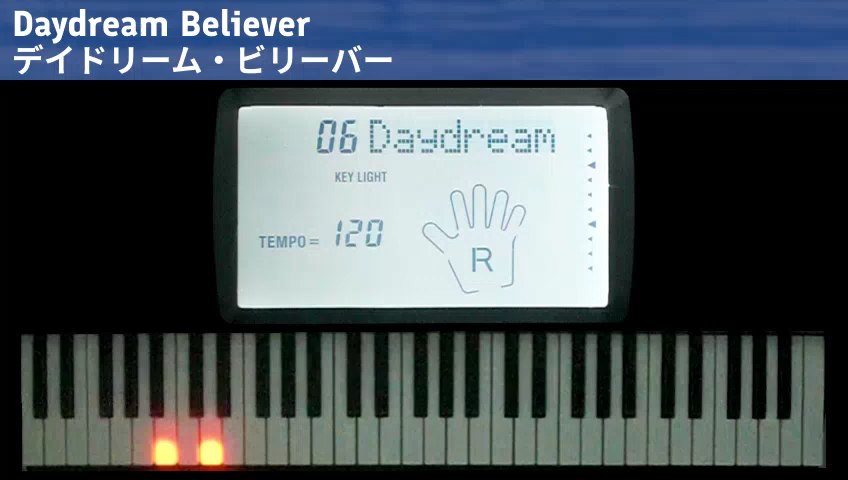 Daydream Believer
デイドリーム・ビリーバー
06 Daydream
KEY LIGHT
TEMPO= 120
R